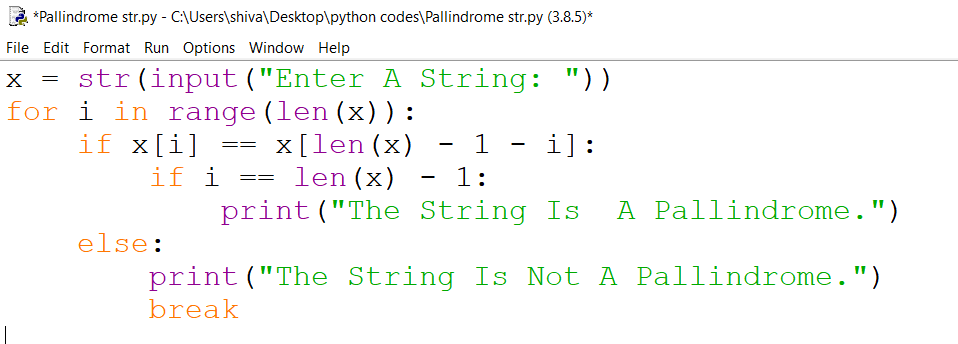 *Pallindrome str.py - C:\Users\shiva\Desktop\python codes\Pallindrome str.py (3.8.5)*
File Edit Format Run Options Window Help
x = str(input("Enter A String: "))
for i in range(len(x)):
    if x[i] == x[len(x) - 1 - i]:
        if i == len(x) - 1:
            print("The String Is  A Pallindrome.")
    else:
        print("The String Is Not A Pallindrome.")
        break